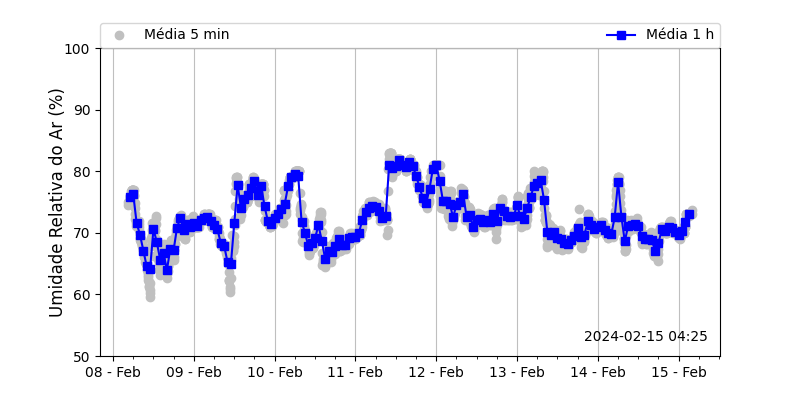 Média 5 min
Média 1 h
Umidade Relativa do Ar (%)
100
90
80
70
60
50
2024-02-15 04:25
08 - Feb
09 - Feb
10 - Feb
11 - Feb
12 - Feb
13 - Feb
14 - Feb
15 - Feb